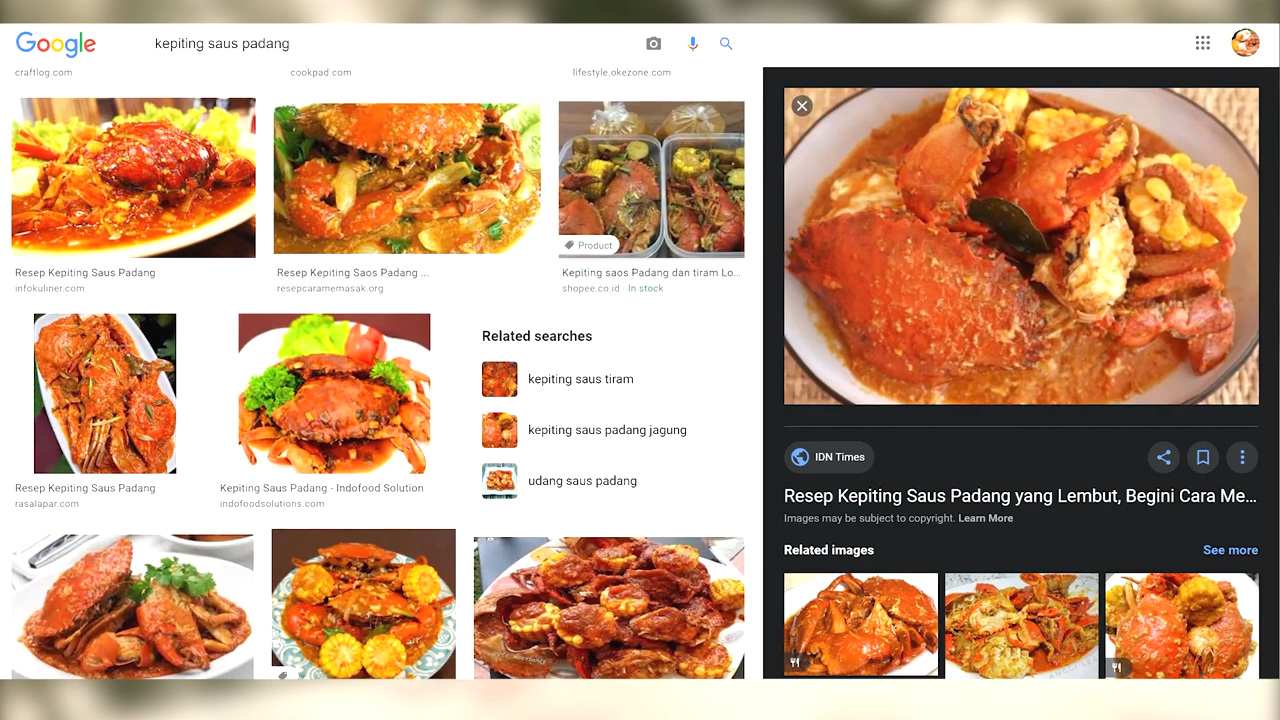 Google
kepiting saus padang
craftlog.com
cookpad.com
lifestyle.okezone.com
Product
Resep Kepiting Saus Padang
infokuliner.com
Resep Kepiting Saos Padang ...
resepcaramemasak.org
Kepiting saos Padang dan tiram Lo...
shopee.co.id · In stock
Related searches
kepiting saus tiram
kepiting saus padang jagung
udang saus padang
Resep Kepiting Saus Padang
rasalapar.com
Kepiting Saus Padang - Indofood Solution
indofoodsolutions.com
IDN Times
Resep Kepiting Saus Padang yang Lembut, Begini Cara Me...
Images may be subject to copyright. Learn More
Related images
See more